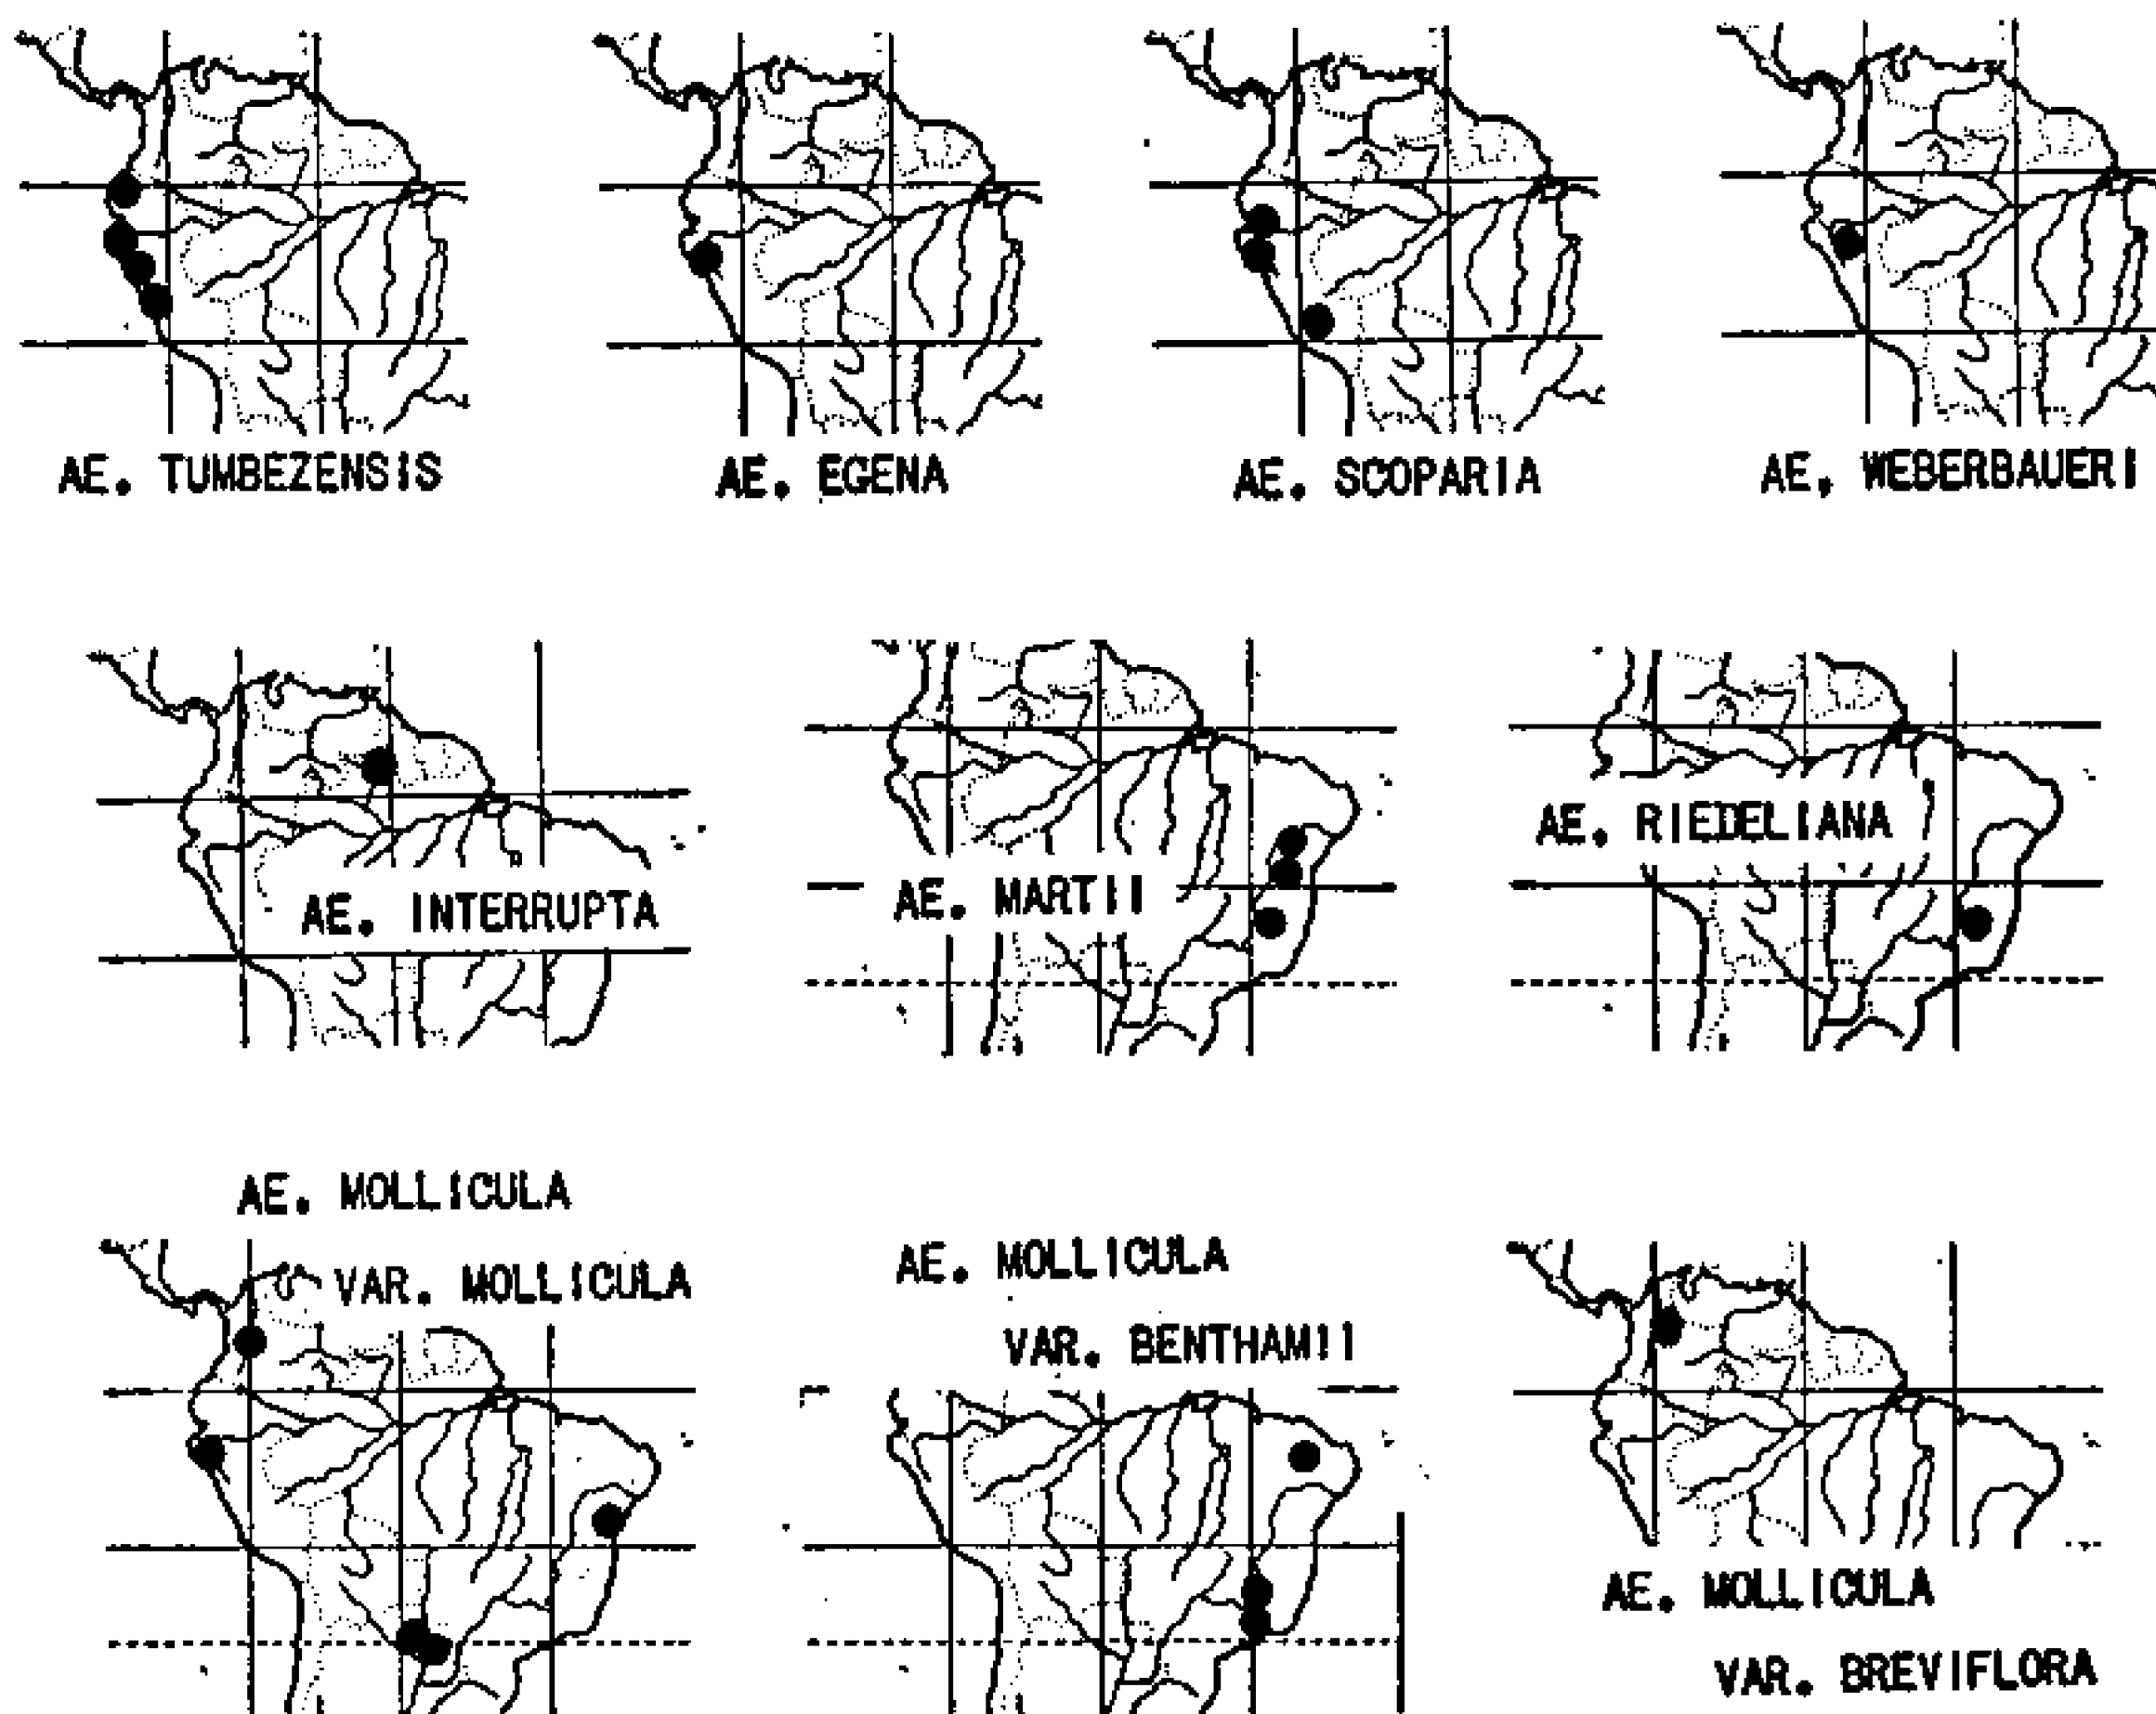 AE. TUMBEZENSIS
AE. EGENA
AE. SCOPARIA
AE. WEBERBAUERI
AE. INTERRUPTA
AE. MARTII
AE. RIEDELIANA
AE. MOLLICULA
VAR. MOLLICULA
AE. MOLLICULA
VAR. BENTHAMII
AE. MOLLICULA
VAR. BREVIFLORA